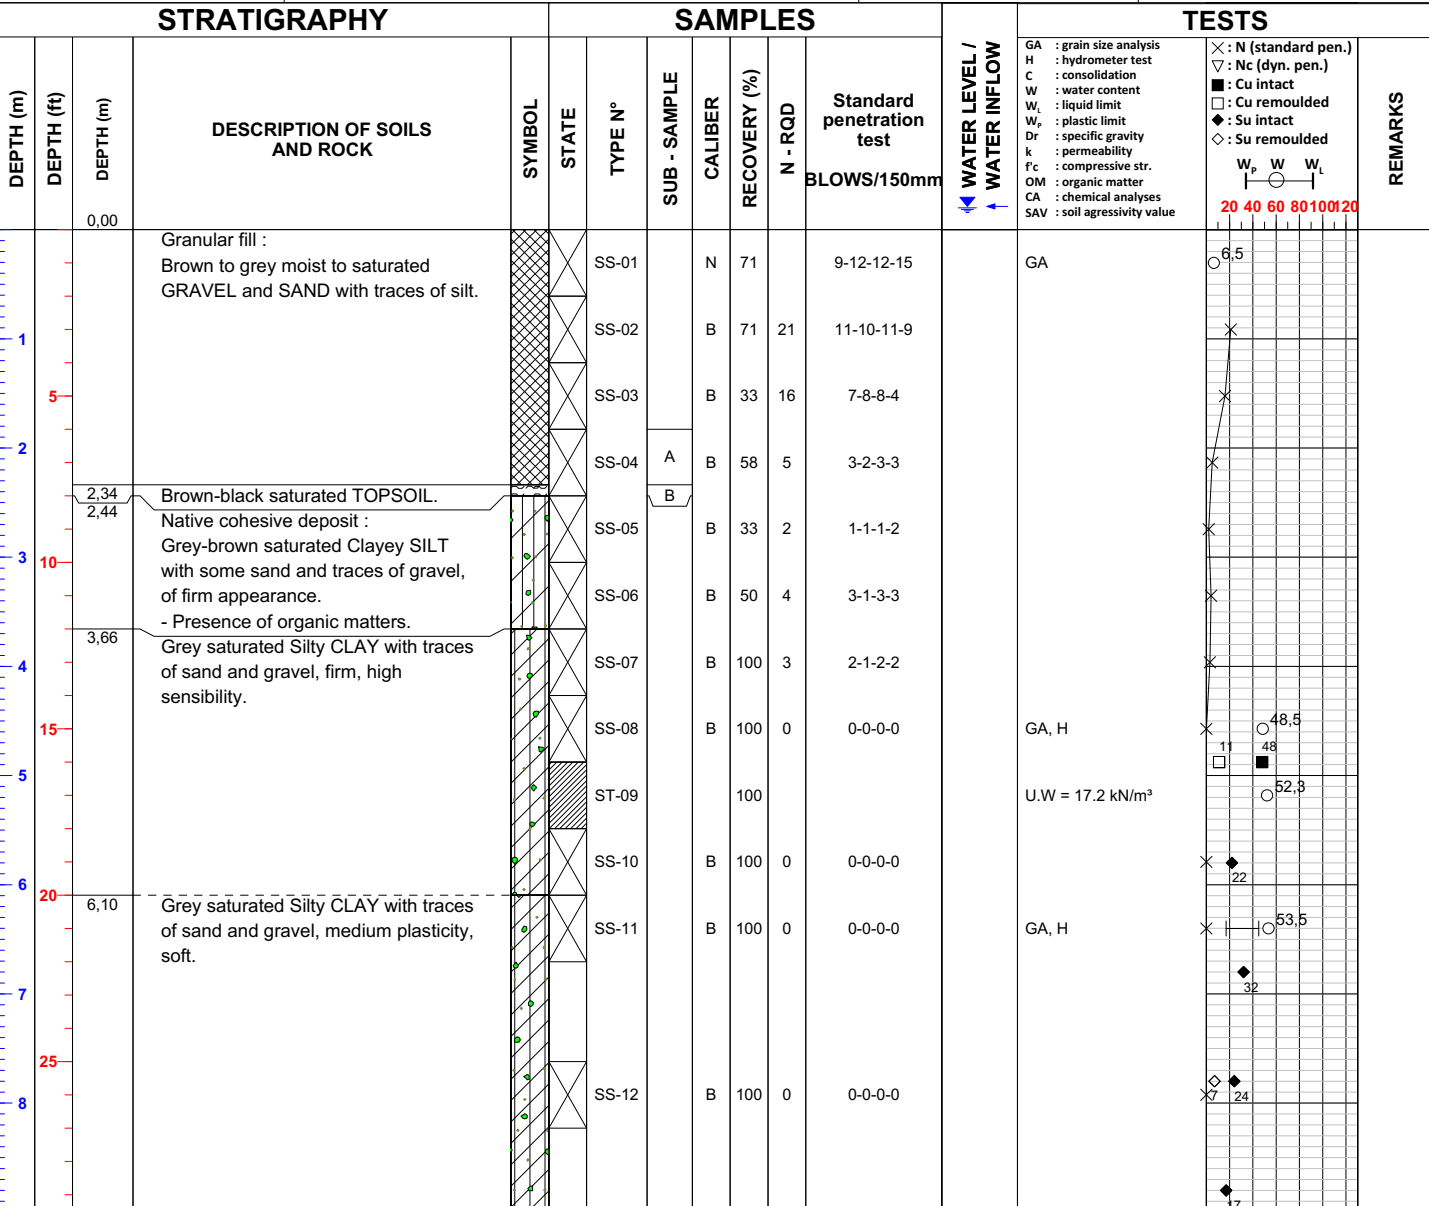 STRATIGRAPHY SAMPLES TESTS
DEPTH (m)
DEPTH (ft)
DEPTH (m)
DESCRIPTION OF SOILS
AND ROCK
SYMBOL
STATE
TYPE N°
SUB - SAMPLE
CALIBER
RECOVERY (%)
N - RQD
Standard
penetration
test
BLOWS/150mm
WATER LEVEL /
WATER INFLOW
GA : grain size analysis
H : hydrometer test
C : consolidation
W : water content
WL : liquid limit
WP : plastic limit
Dr : specific gravity
k : permeability
f'c : compressive str.
OM : organic matter
CA : chemical analyses
SAV : soil agressivity value
: N (standard pen.)
: Nc (dyn. pen.)
: Cu intact
: Cu remoulded
: Su intact
: Su remoulded
WP W WL
20 40 60 80 100 120
REMARKS
0,00
Granular fill :
Brown to grey moist to saturated
GRAVEL and SAND with traces of silt.
SS-01 N 71 9-12-12-15 GA 6,5
SS-02 B 71 21 11-10-11-9
1
5 SS-03 B 33 16 7-8-8-4
2
SS-04 A B 58 5 3-2-3-3
2,34 Brown-black saturated TOPSOIL. B
2,44
Native cohesive deposit :
Grey-brown saturated Clayey SILT
with some sand and traces of gravel,
of firm appearance.
- Presence of organic matters.
SS-05 B 33 2 1-1-1-2
3 10
SS-06 B 50 4 3-1-3-3
3,66
Grey saturated Silty CLAY with traces
of sand and gravel, firm, high
sensibility.
4 SS-07 B 100 3 2-1-2-2
15 SS-08 B 100 0 0-0-0-0 GA, H 48,5
11 48
5
ST-09 100 U.W = 17.2 kN/m³ 52,3
SS-10 B 100 0 0-0-0-0
22
6 20
6,10
Grey saturated Silty CLAY with traces
of sand and gravel, medium plasticity,
soft.
SS-11 B 100 0 0-0-0-0 GA, H 53,5
32
7
25
SS-12 B 100 0 0-0-0-0 7 24
8
17